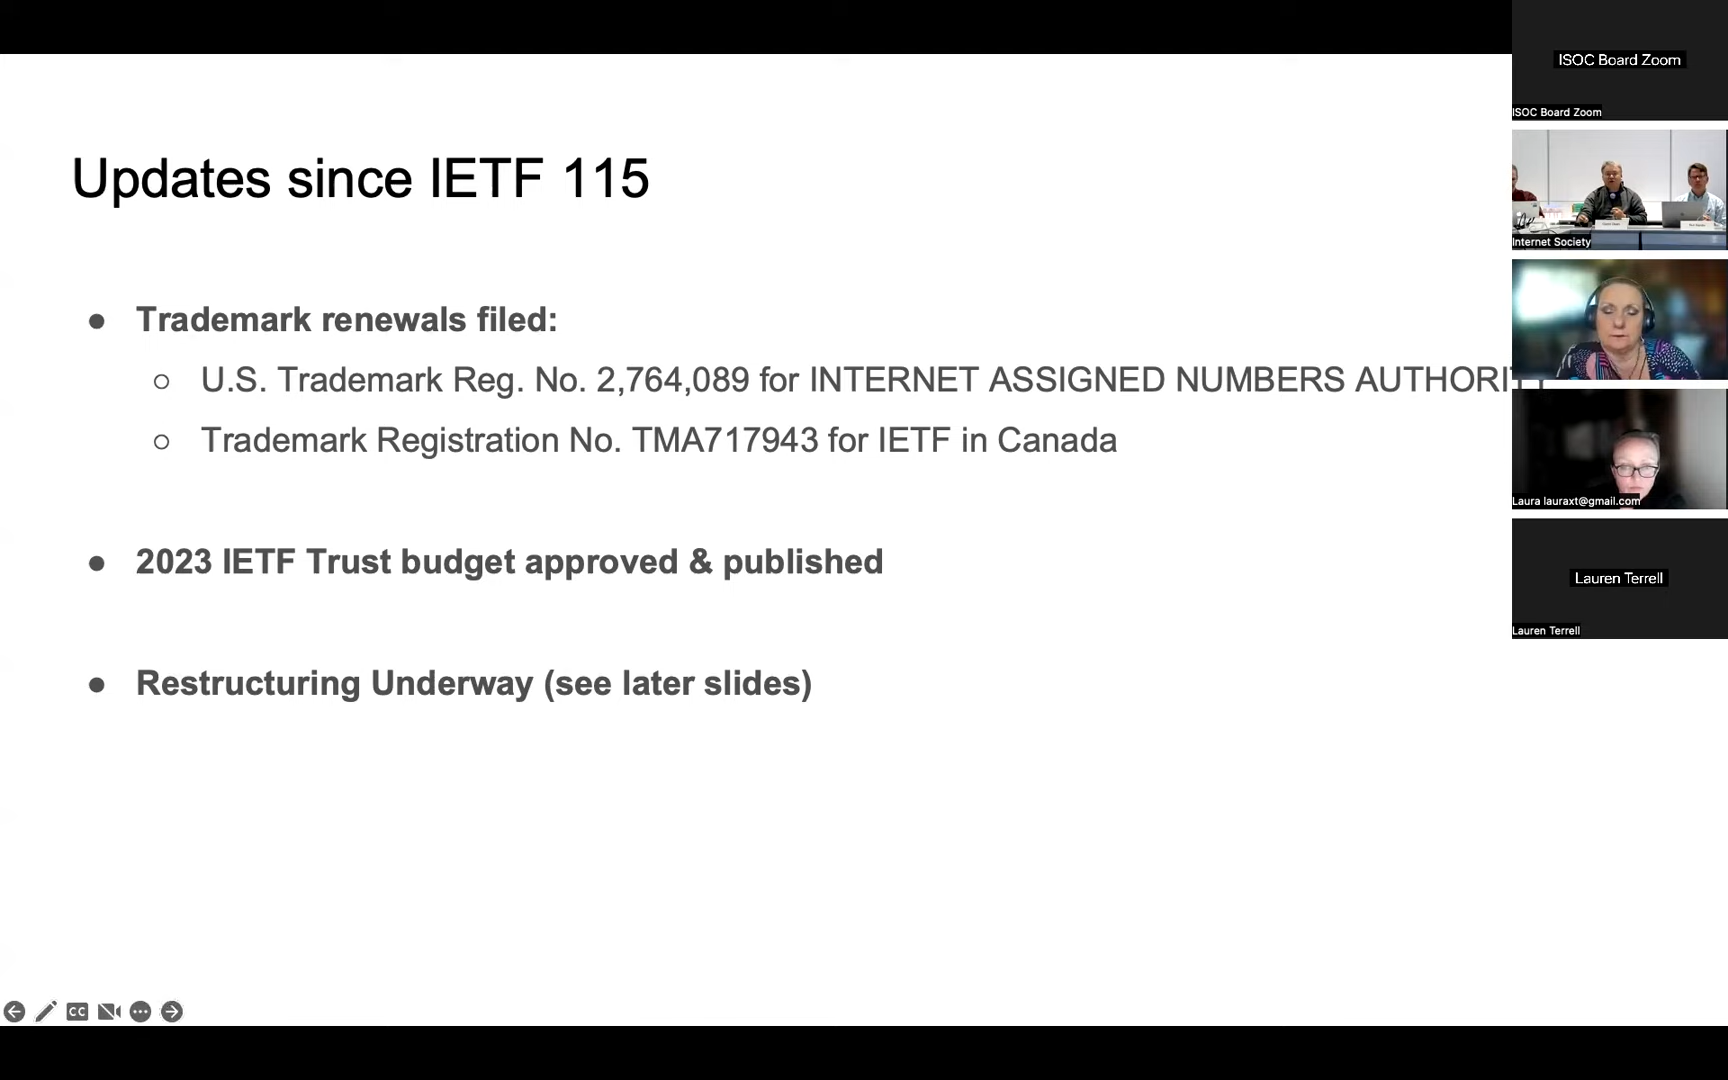 Updates since IETF 115
● Trademark renewals filed:
○ U.S. Trademark Reg. No. 2,764,089 for INTERNET ASSIGNED NUMBERS AUTHORITY
○ Trademark Registration No. TMA717943 for IETF in Canada
● 2023 IETF Trust budget approved & published
● Restructuring Underway (see later slides)
CC
ISOC Board Zoom
ISOC Board Zoom
Internet Society
Laura lauraxt@gmail.com
Lauren Terrell
Lauren Terrell